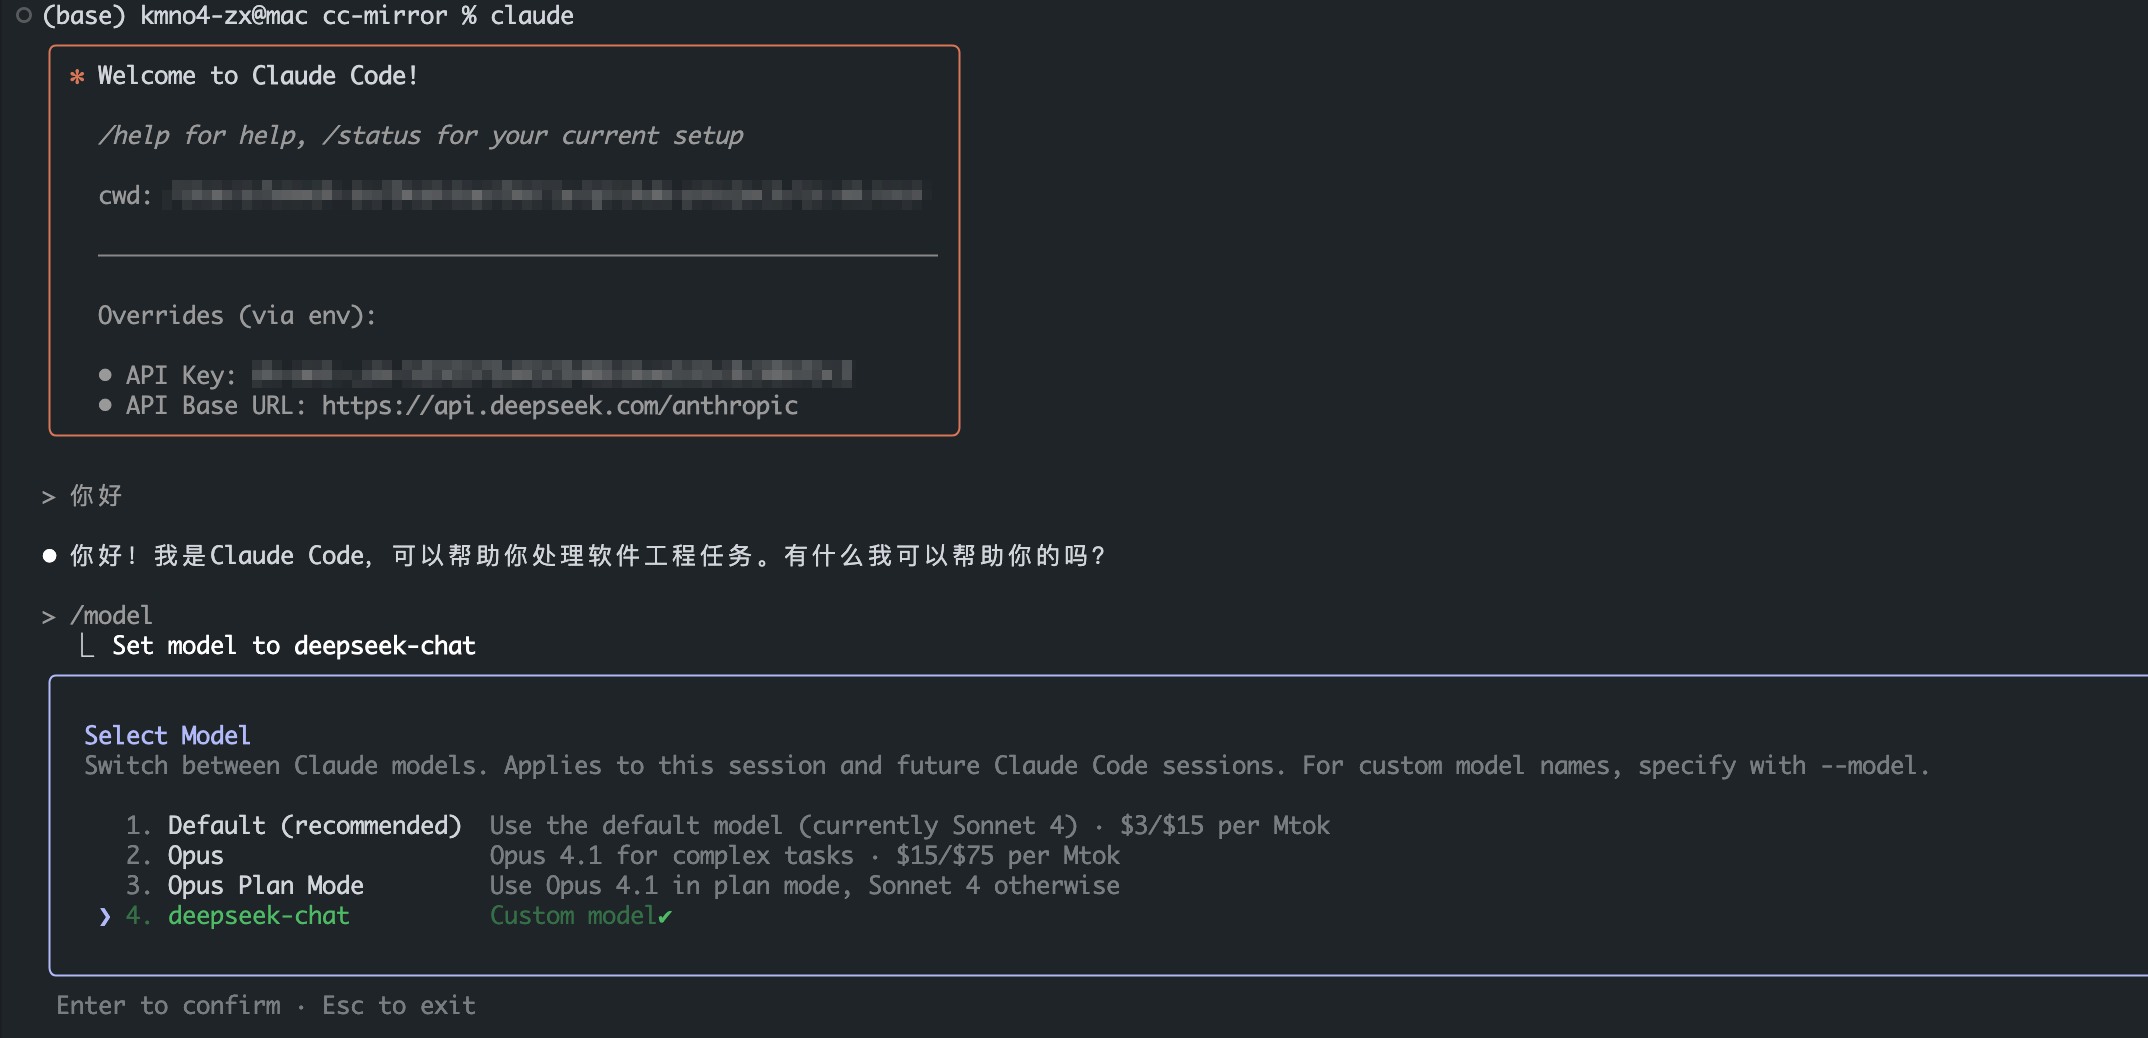 (base) kmno4-zx@mac cc-mirror % claude
* Welcome to Claude Code!
/help for help, /status for your current setup
cwd:
Overrides (via env):
● API Key:
● API Base URL: https://api.deepseek.com/anthropic
> 你好
● 你好！我是Claude Code, 可以帮助你处理软件工程任务。有什么我可以帮助你的吗？
> /model
⎿ Set model to deepseek-chat
Select Model
Switch between Claude models. Applies to this session and future Claude Code sessions. For custom model names, specify with --model.
1. Default (recommended) Use the default model (currently Sonnet 4) · $3/$15 per Mtok
2. Opus Opus 4.1 for complex tasks · $15/$75 per Mtok
3. Opus Plan Mode Use Opus 4.1 in plan mode, Sonnet 4 otherwise
❯ 4. deepseek-chat Custom model✔
Enter to confirm · Esc to exit